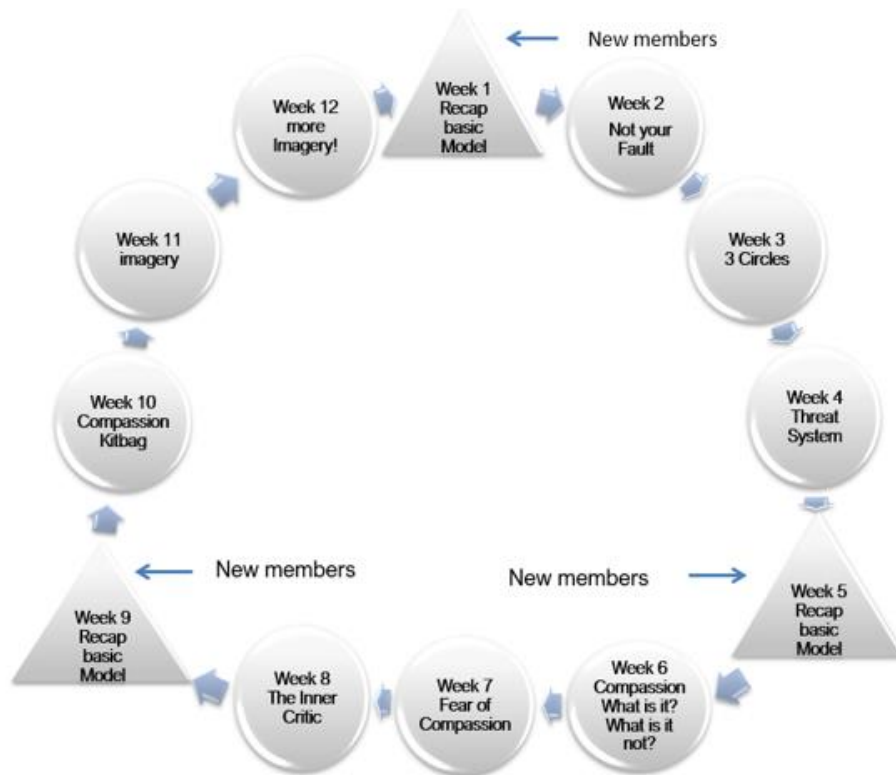 New members
Week 1
Recap
basic
Model
Week 2
Not your
Fault
Week 3
3 Circles
Week 4
Threat
System
New members
Week 5
Recap
basic
Model
Week 6
Compassion
What is it?
What is it
not?
Week 7
Fear of
Compassion
Week 8
The Inner
Critic
New members
Week 9
Recap
basic
Model
Week 10
Compassion
Kitbag
Week 11
imagery
Week 12
more
Imagery!